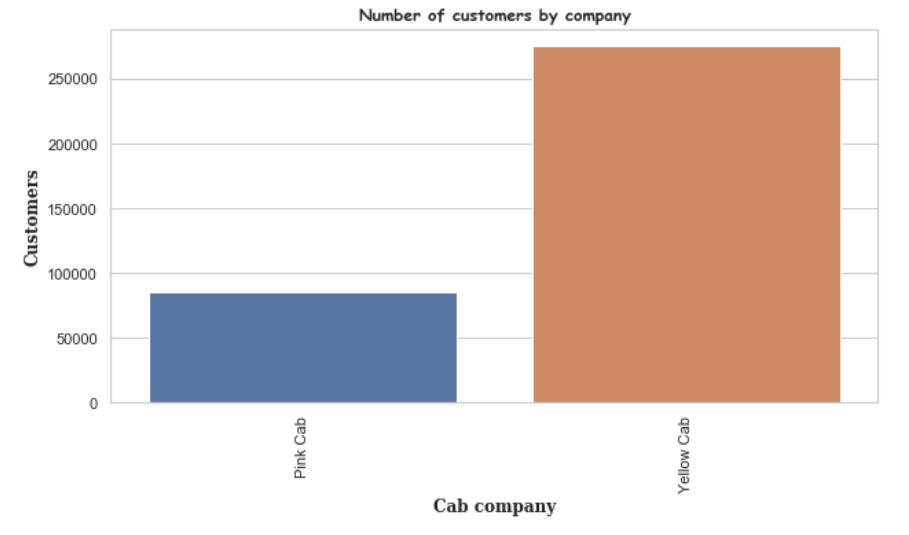 Number of customers by company
Customers
250000
200000
150000
100000
50000
0
Pink Cab
Yellow Cab
Cab company